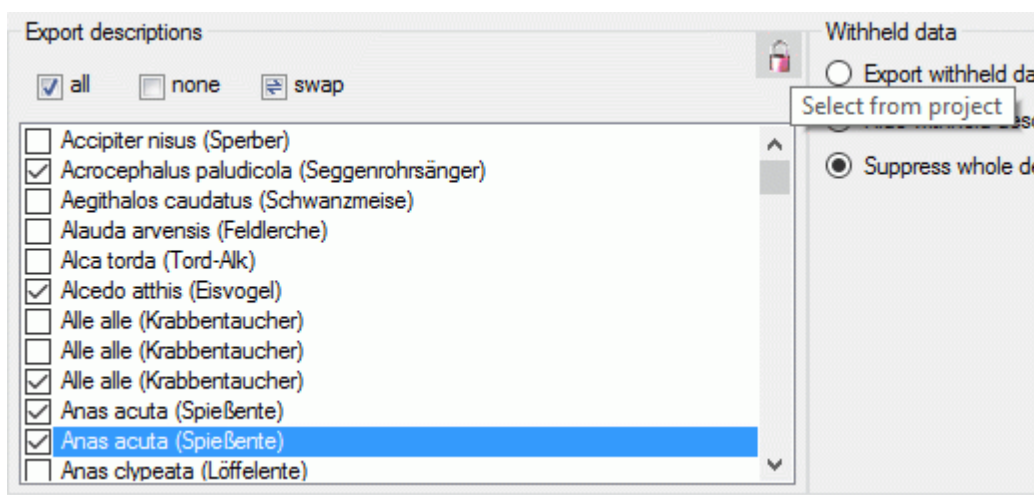 Export descriptions
all none swap
Accipiter nisus (Sperber)
Acrocephalus paludicola (Seggenrohrsänger)
Aegithalos caudatus (Schwanzmeise)
Alauda arvensis (Feldlerche)
Alca torda (Tord-Alk)
Alcedo atthis (Eisvogel)
Alle alle (Krabbentaucher)
Alle alle (Krabbentaucher)
Alle alle (Krabbentaucher)
Anas acuta (Spießente)
Anas acuta (Spießente)
Anas clypeata (Löffelente)
Withheld data
Export withheld da
Select from project
Suppress whole de